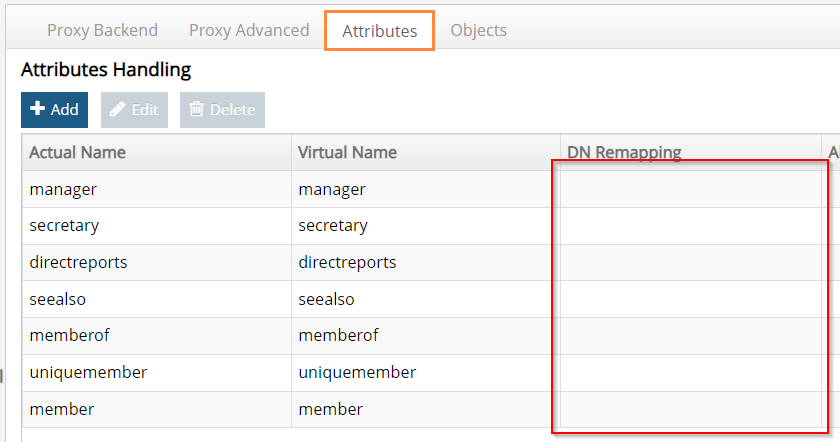 Proxy Backend Proxy Advanced Attributes Objects
Attributes Handling
Add Edit Delete
Actual Name Virtual Name DN Remapping
manager manager
secretary secretary
directreports directreports
seealso seealso
memberof memberof
uniquemember uniquemember
member member